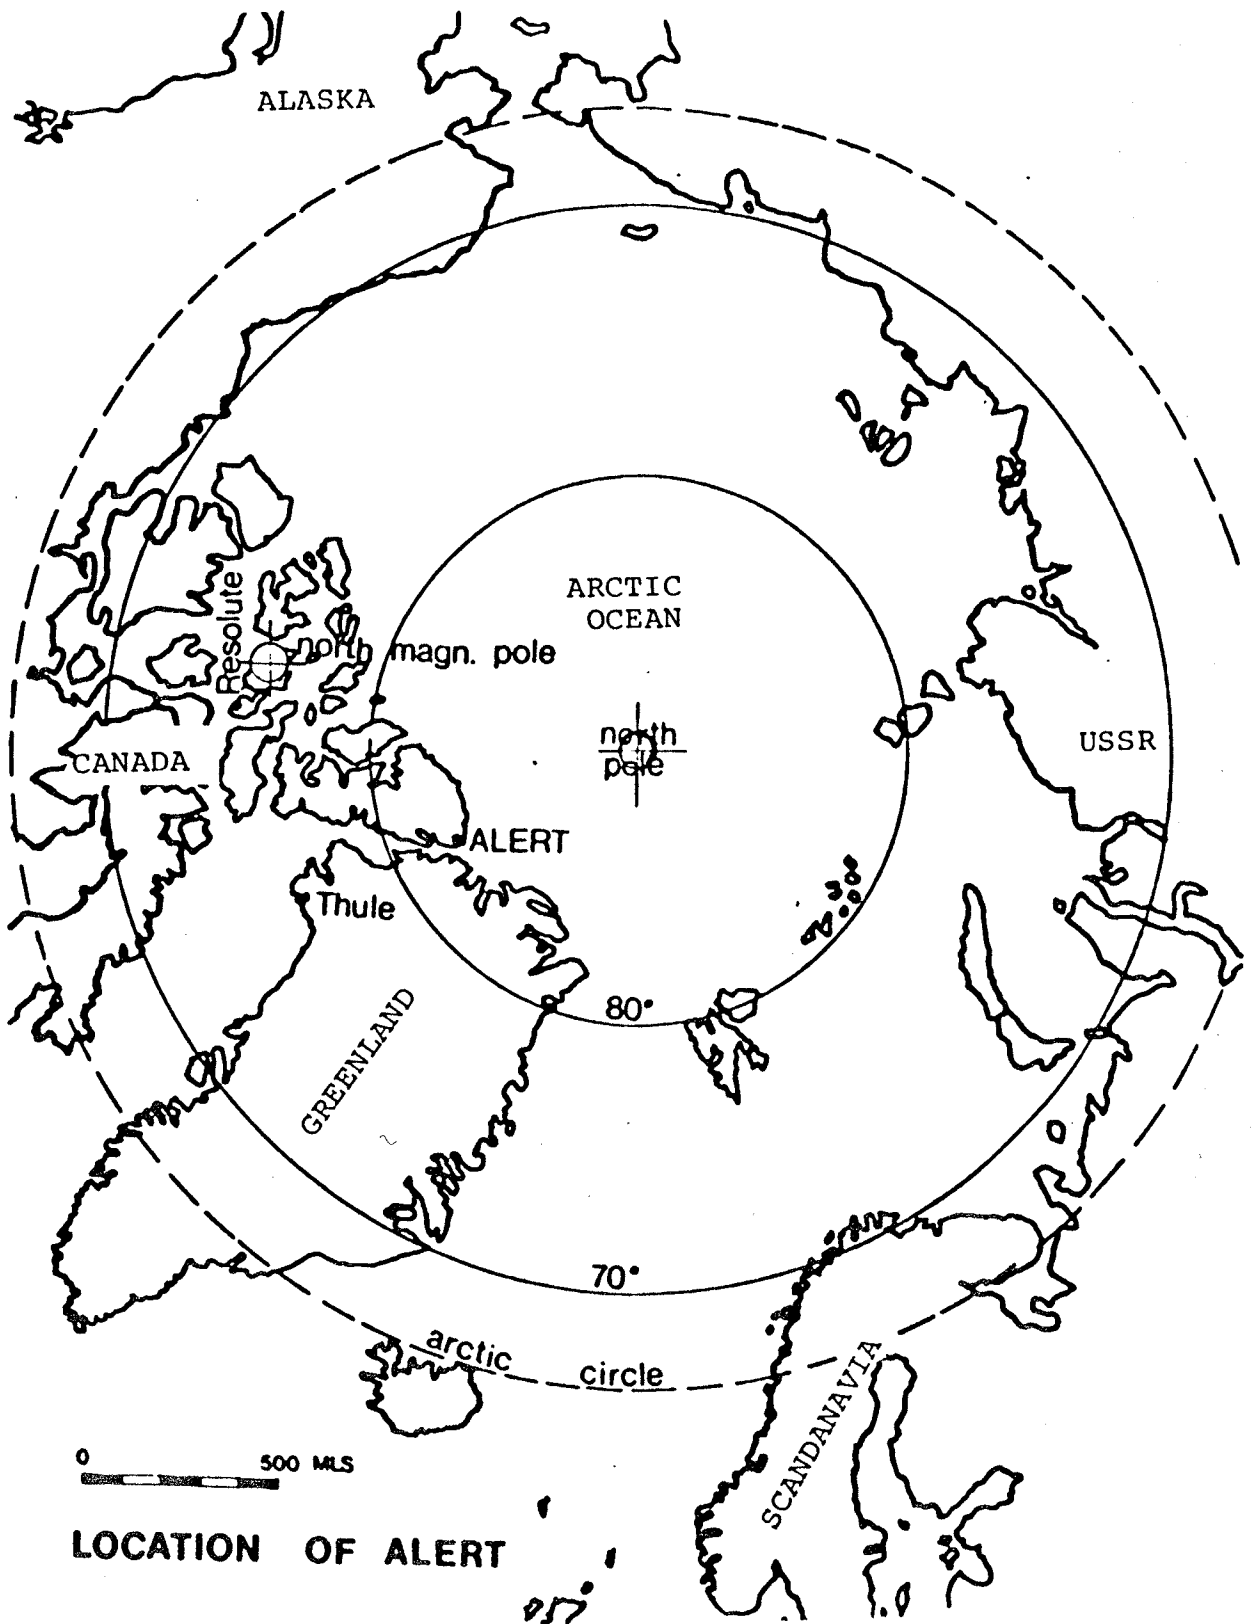 ALASKA
ARCTIC
OCEAN
Resolute
north magn. pole
north
pole
USSR
CANADA
ALERT
Thule
80°
GREENLAND
70°
arctic circle
SCANDANAVIA
0 500 MLS
LOCATION OF ALERT